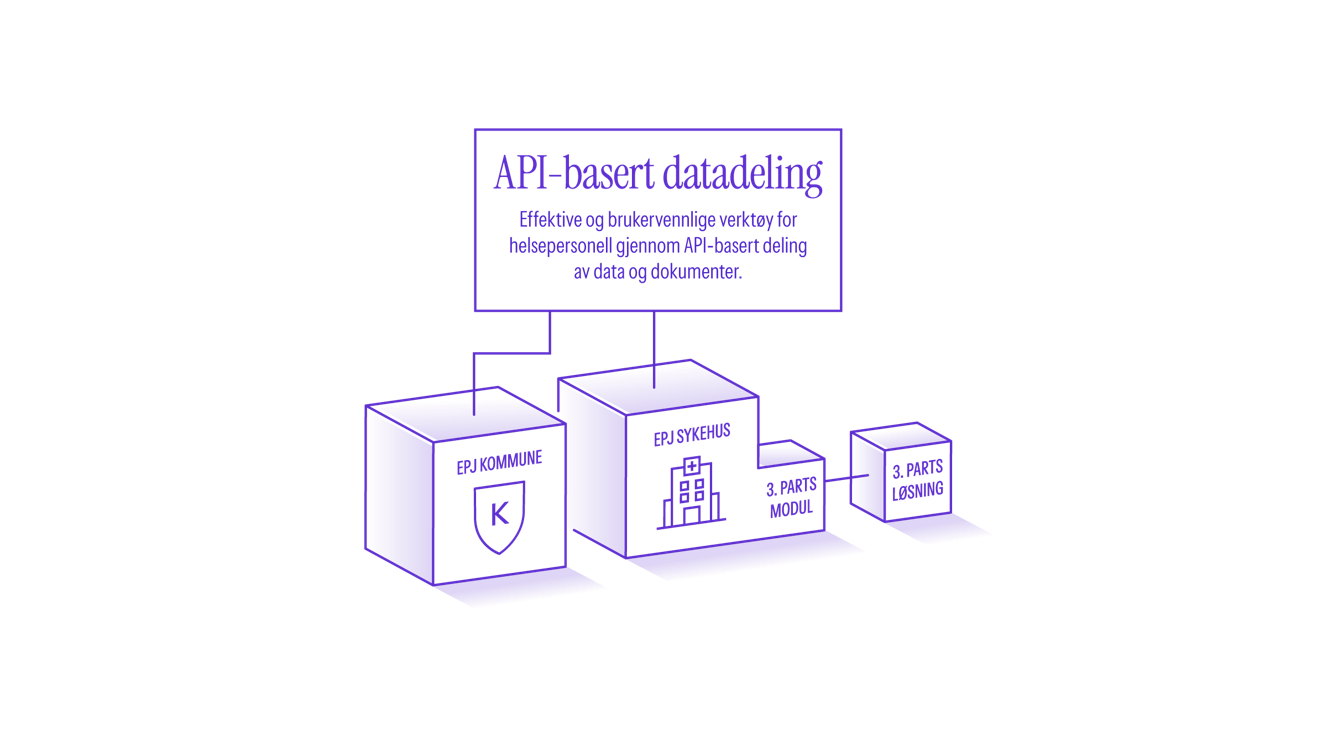 API-basert datadeling
Effektive og brukervennlige verktøy for
helsepersonell gjennom API-basert deling
av data og dokumenter.
EPJ KOMMUNE
K
EPJ SYKEHUS
3. PARTS
MODUL
3. PARTS
LØSNING